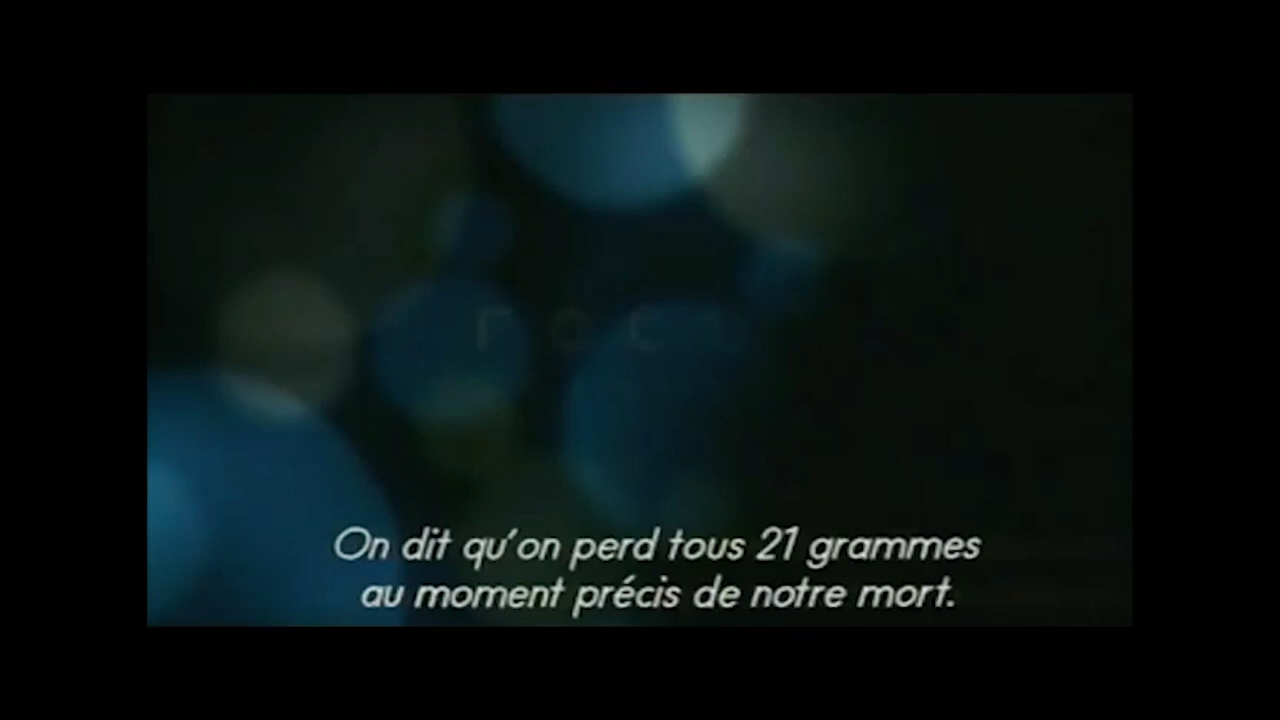 On dit qu'on perd tous 21 grammes
au moment précis de notre mort.